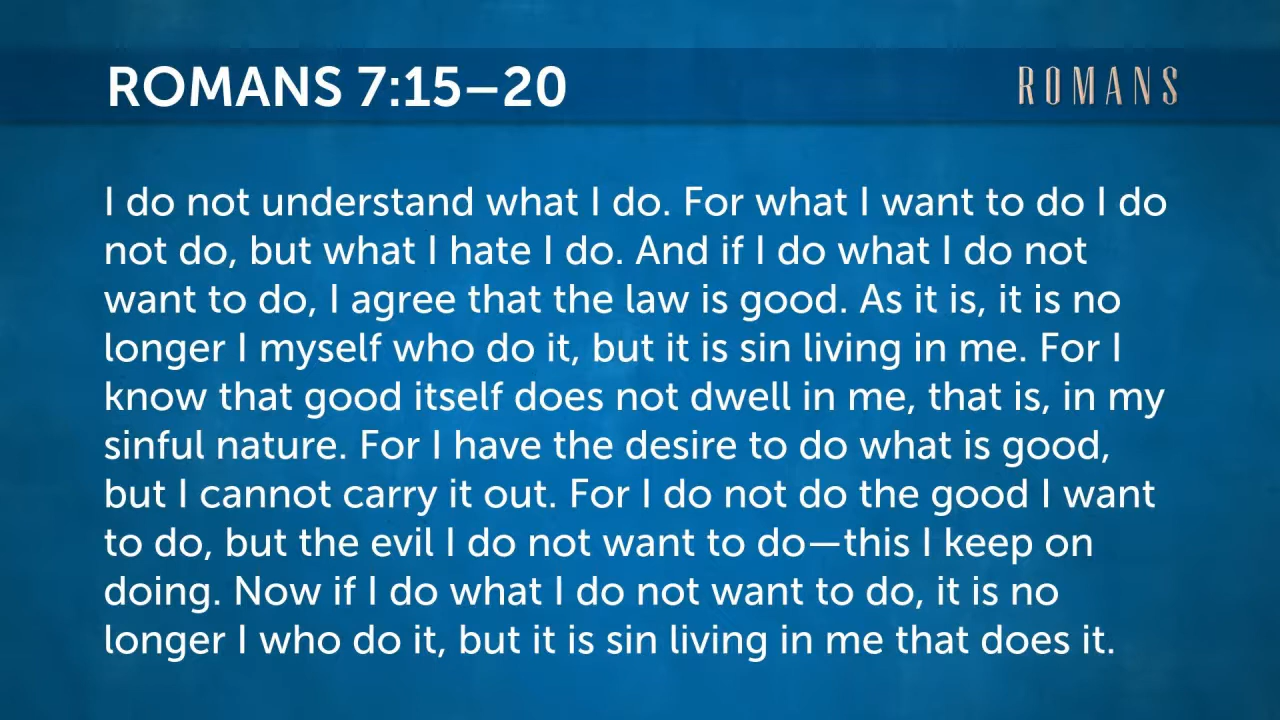 ROMANS 7:15–20
ROMANS
I do not understand what I do. For what I want to do I do
not do, but what I hate I do. And if I do what I do not
want to do, I agree that the law is good. As it is, it is no
longer I myself who do it, but it is sin living in me. For I
know that good itself does not dwell in me, that is, in my
sinful nature. For I have the desire to do what is good,
but I cannot carry it out. For I do not do the good I want
to do, but the evil I do not want to do—this I keep on
doing. Now if I do what I do not want to do, it is no
longer I who do it, but it is sin living in me that does it.